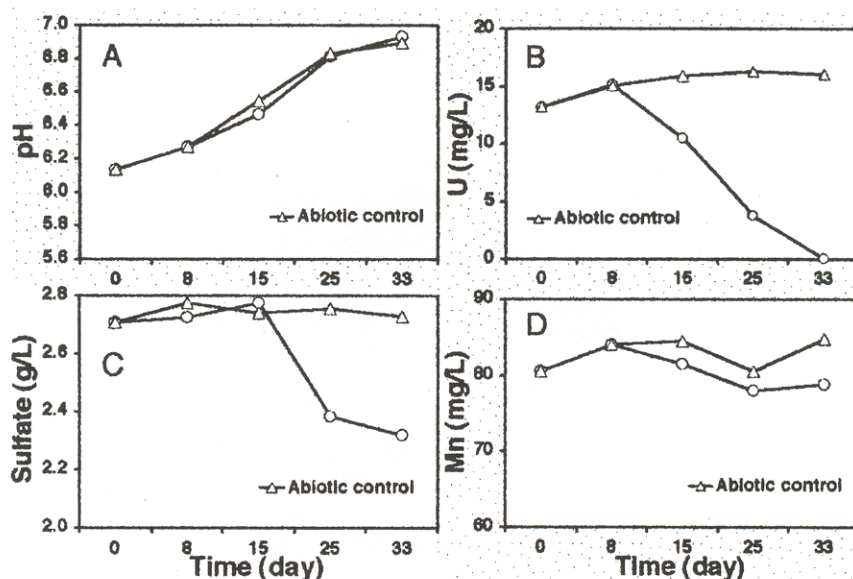 A
pH
7.0
6.8
6.6
6.4
6.2
6.0
5.8
5.6
Abiotic control
0 8 15 25 33
B
U (mg/L)
20
15
10
5
0
Abiotic control
0 8 15 25 33
C
Sulfate (g/L)
2.8
2.6
2.4
2.2
2.0
Abiotic control
0 8 15 25 33
Time (day)
D
Mn (mg/L)
90
80
70
60
Abiotic control
0 8 15 25 33
Time (day)